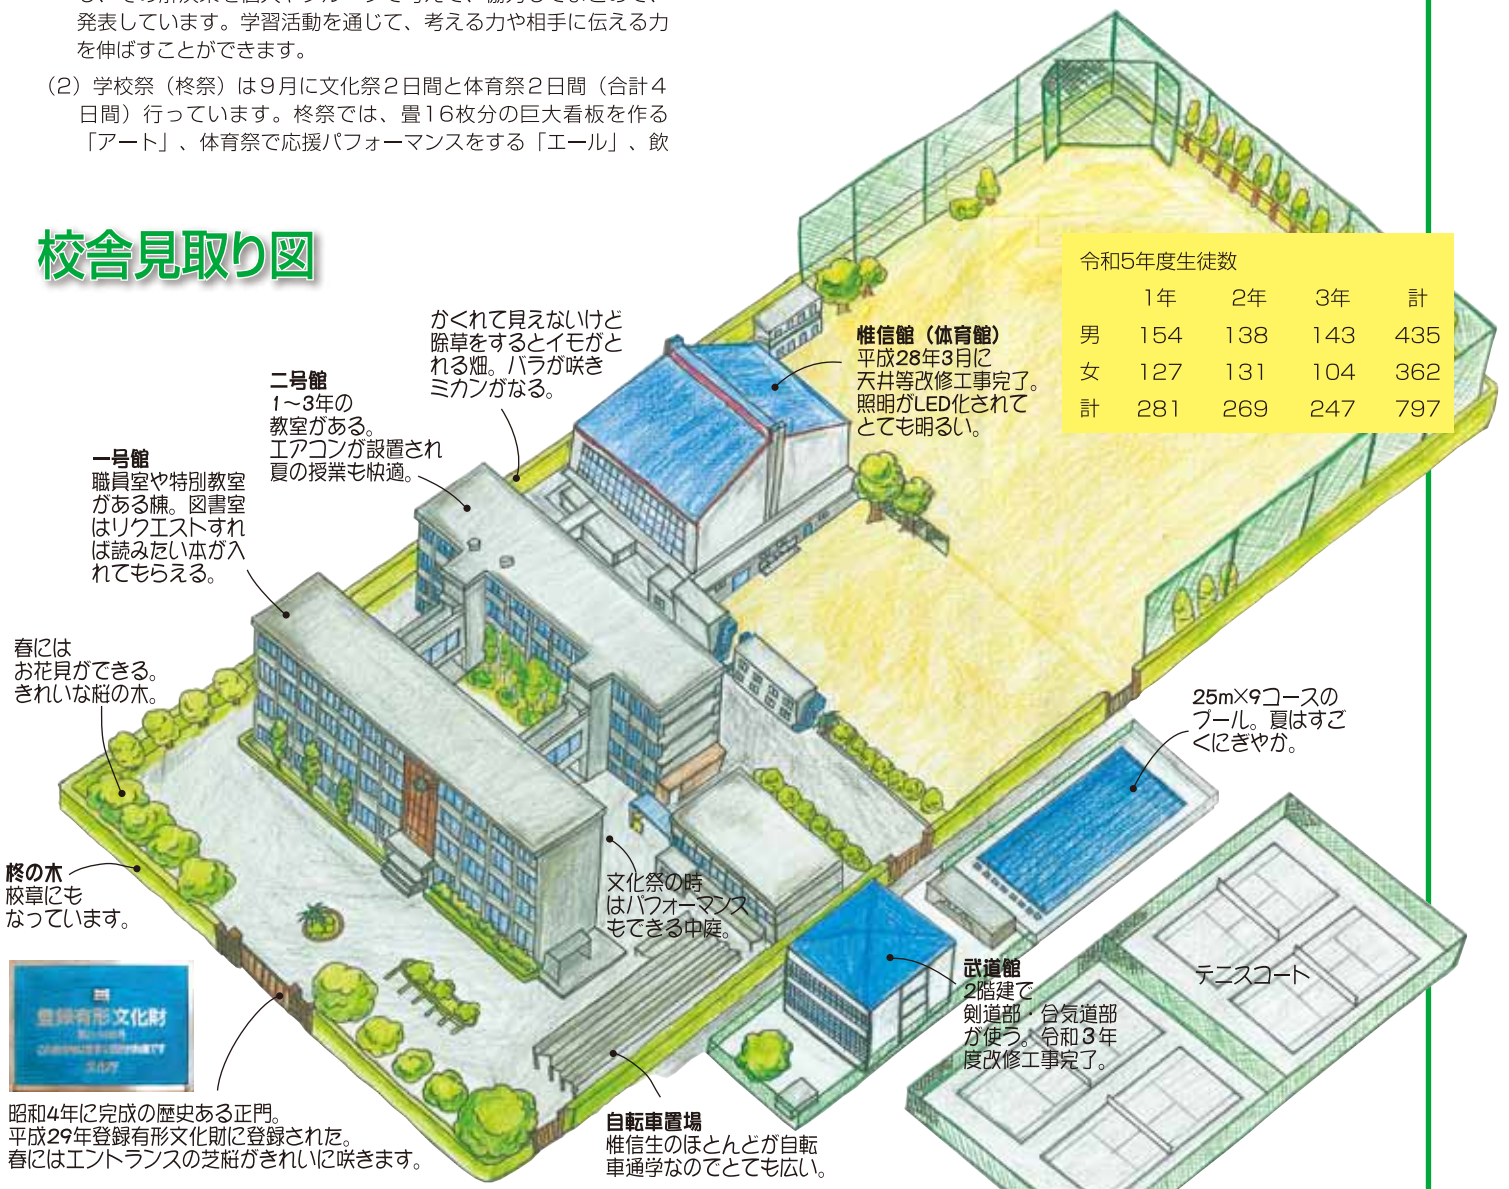 発表しています。学習活動を通じて、考える力や相手に伝える力
を伸ばすことができます。
（2）学校祭（柊祭）は９月に文化祭２日間と体育祭２日間（合計４
日間）行っています。柊祭では、畳16枚分の巨大看板を作る
「アート」、体育祭で応援パフォーマンスをする「エール」、飲
校舎見取り図
令和5年度生徒数
1年 2年 3年 計
男 154 138 143 435
女 127 131 104 362
計 281 269 247 797
かくれて見えないけど
除草をするとイモがと
れる畑。バラが咲き
ミカンがなる。
惟信館（体育館）
平成28年3月に
天井等改修工事完了。
照明がLED化されて
とても明るい。
二号館
1～3年の
教室がある。
エアコンが設置され
夏の授業も快適。
一号館
職員室や特別教室
がある棟。図書室
はリクエストすれ
ば読みたい本が入
れてもらえる。
春には
お花見ができる。
きれいな桜の木。
25m×9コースの
プール。夏はすご
くにぎやか。
柊の木
校章にも
なっています。
文化祭の時
はパフォーマンス
もできる中庭。
武道館
2階建で
剣道部・合気道部
が使う。令和３年
度改修工事完了。
テニスコート
登録有形文化財
文化庁
昭和4年に完成の歴史ある正門。
平成29年登録有形文化財に登録された。
春にはエントランスの芝桜がきれいに咲きます。
自転車置場
惟信生のほとんどが自転
車通学なのでとても広い。